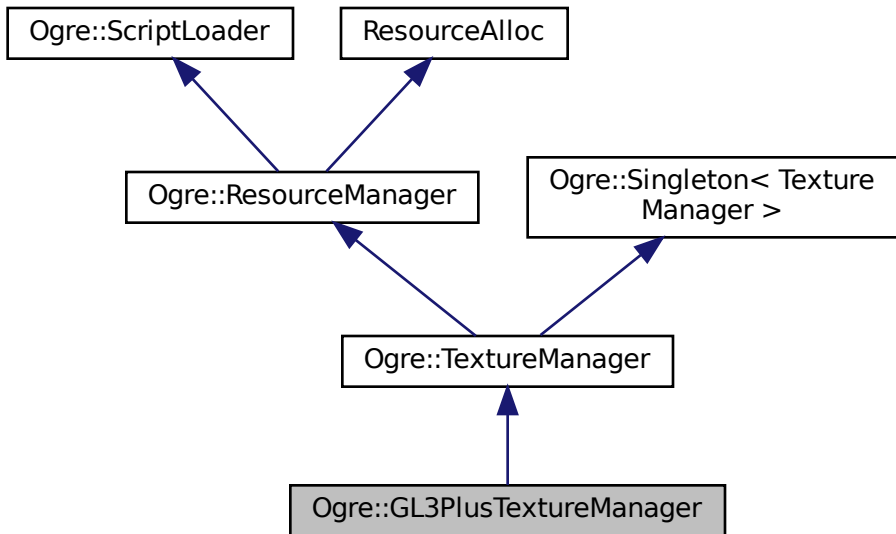 Ogre::ScriptLoader
ResourceAlloc
Ogre::ResourceManager
Ogre::Singleton< Texture
Manager >
Ogre::TextureManager
Ogre::GL3PlusTextureManager